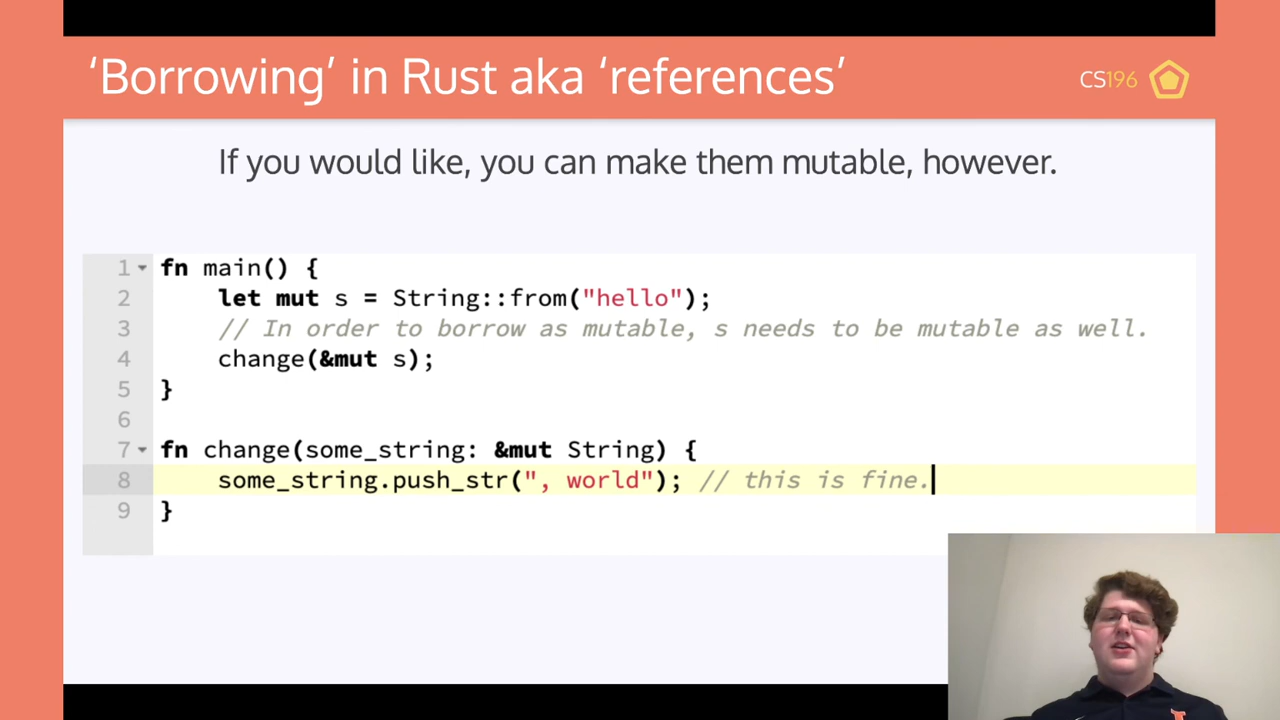 ‘Borrowing’ in Rust aka ‘references’
CS196
If you would like, you can make them mutable, however.
1 fn main() {
2 let mut s = String::from("hello");
3 // In order to borrow as mutable, s needs to be mutable as well.
4 change(&mut s);
5 }
6
7 fn change(some_string: &mut String) {
8 some_string.push_str(", world"); // this is fine.
9 }